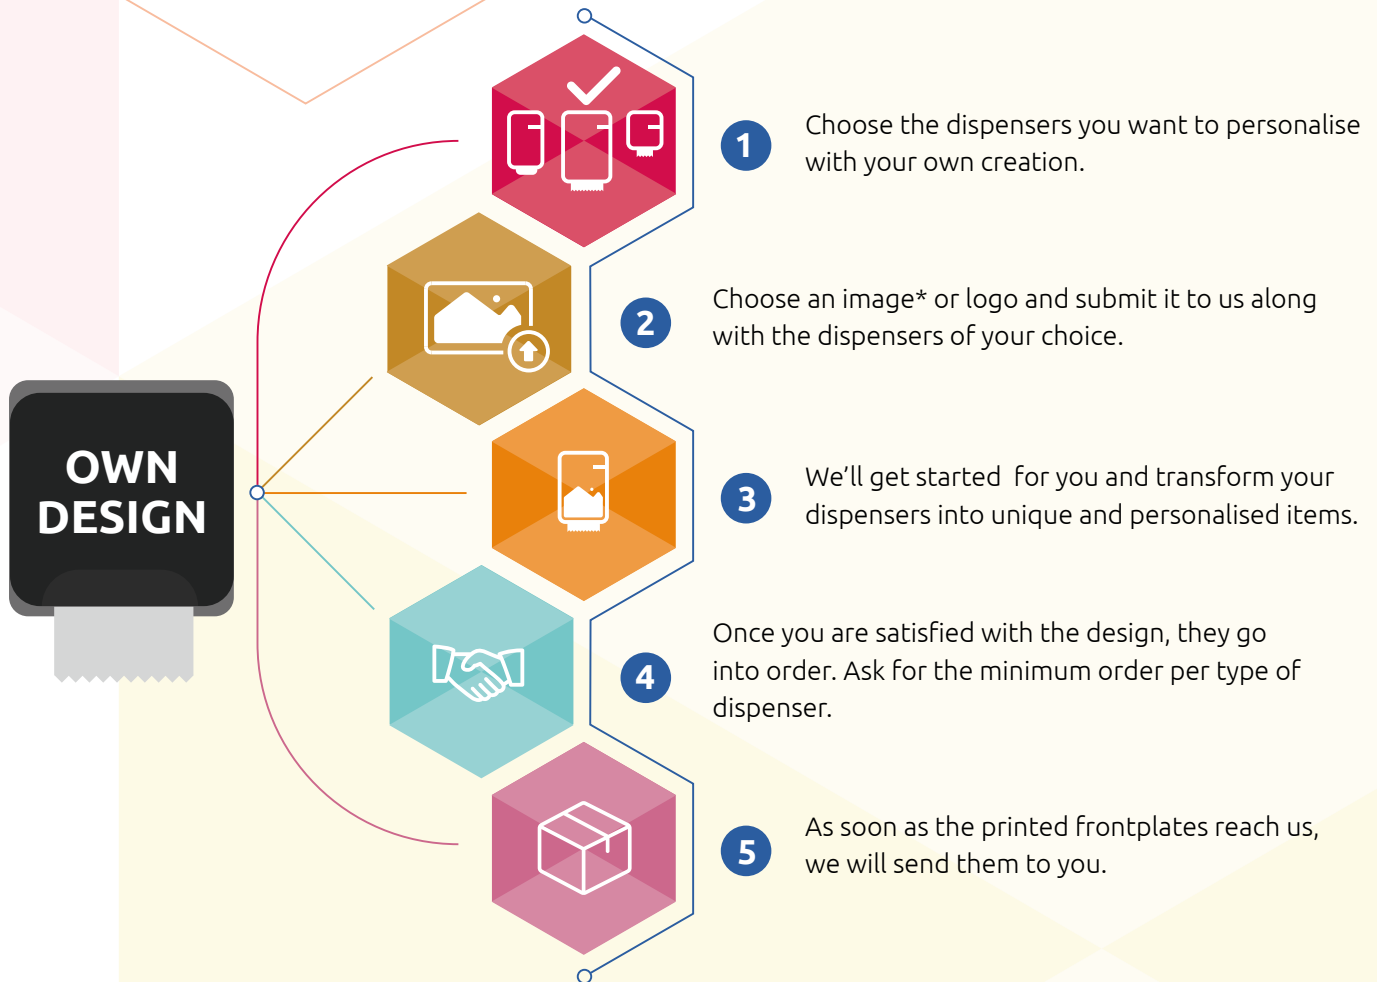 OWN
DESIGN
1
Choose the dispensers you want to personalise
with your own creation.
2
Choose an image* or logo and submit it to us along
with the dispensers of your choice.
3
We’ll get started  for you and transform your
dispensers into unique and personalised items.
4
Once you are satisfied with the design, they go
into order. Ask for the minimum order per type of
dispenser.
5
As soon as the printed frontplates reach us,
we will send them to you.